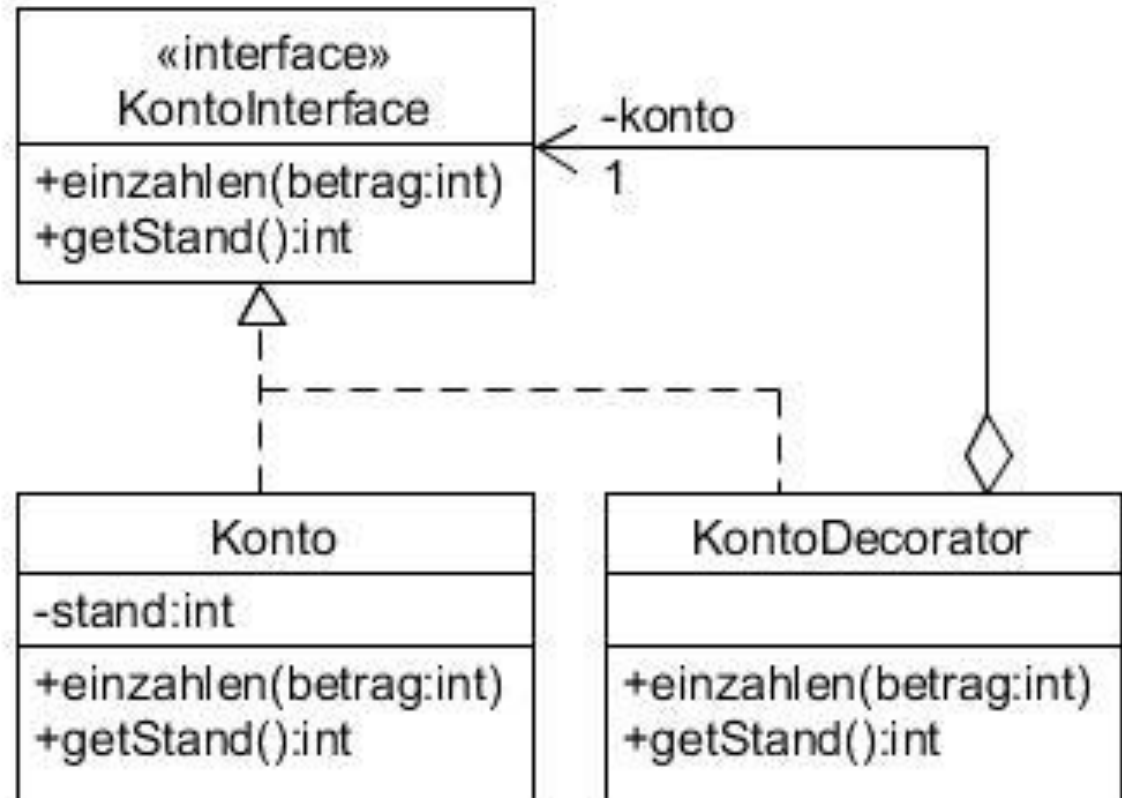 «interface»
KontoInterface
+einzahlen(betrag:int)
+getStand():int
-konto
1
Konto
-stand:int
+einzahlen(betrag:int)
+getStand():int
KontoDecorator
+einzahlen(betrag:int)
+getStand():int